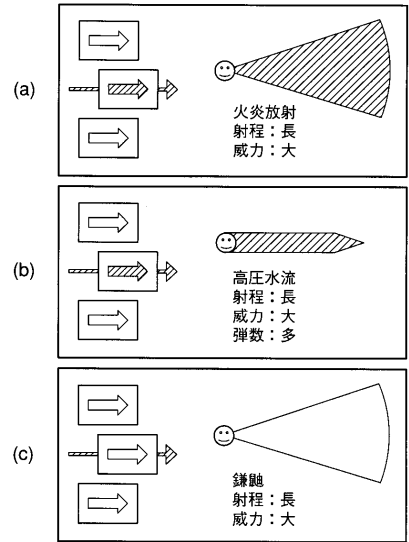 (a)
火炎放射
射程：長
威力：大
(b)
高圧水流
射程：長
威力：大
弾数：多
(c)
鎌鼬
射程：長
威力：大